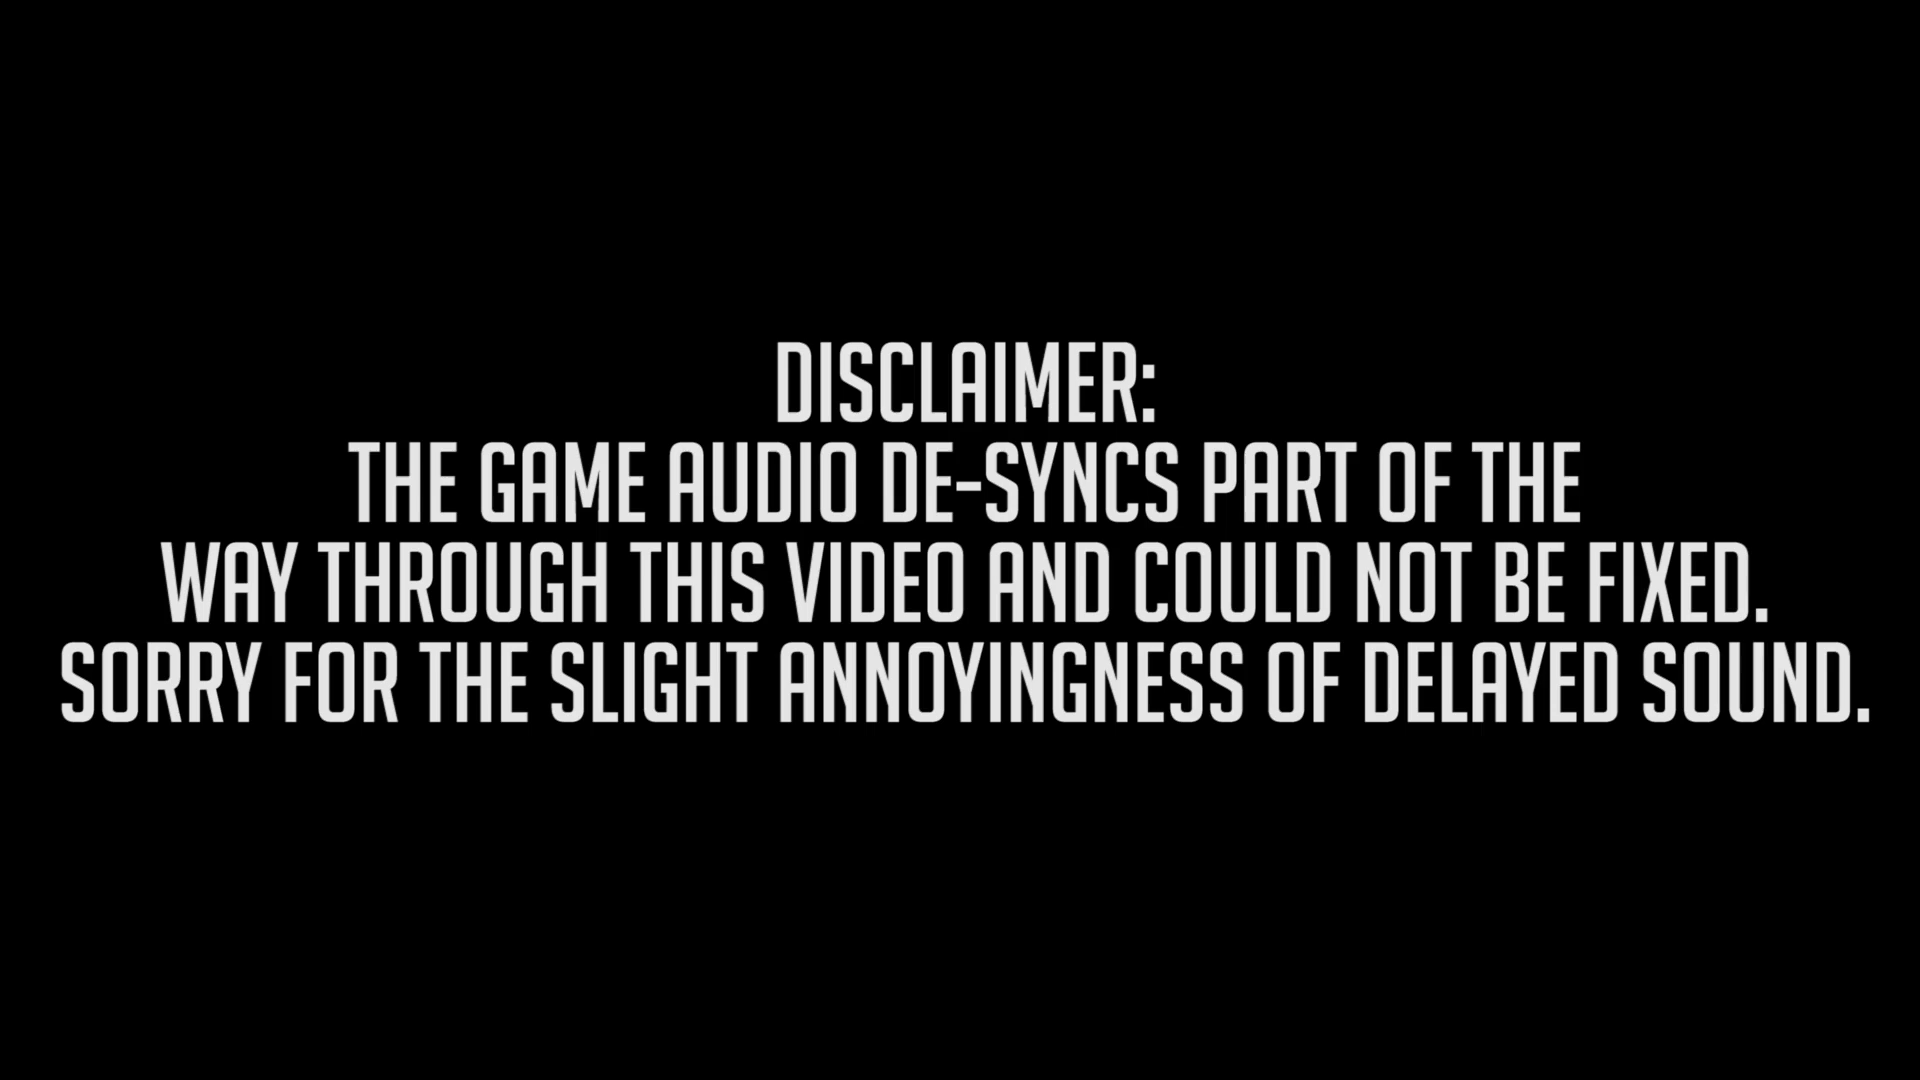 DISCLAIMER:
THE GAME AUDIO DE-SYNCS PART OF THE
WAY THROUGH THIS VIDEO AND COULD NOT BE FIXED.
SORRY FOR THE SLIGHT ANNOYINGNESS OF DELAYED SOUND.